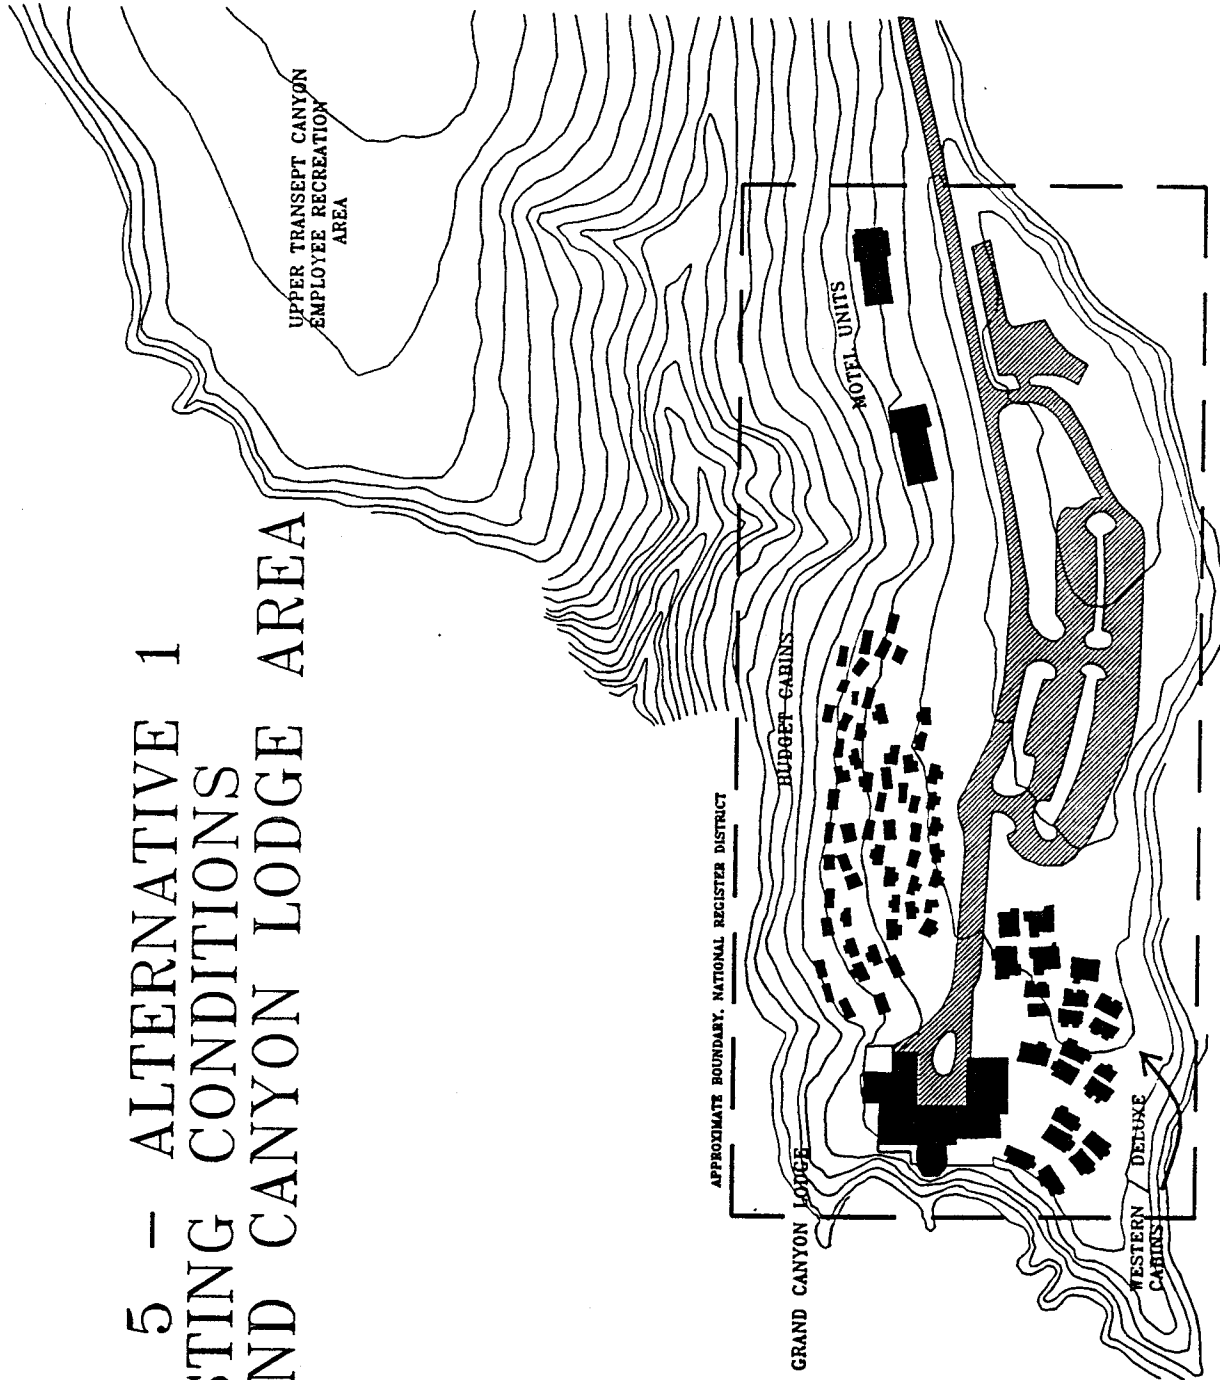 5 – ALTERNATIVE 1
STING CONDITIONS
ND CANYON LODGE AREA
UPPER TRANSEPT CANYON
EMPLOYEE RECREATION
AREA
MOTEL UNITS
BUDGET CABINS
APPROXIMATE BOUNDARY, NATIONAL REGISTER DISTRICT
GRAND CANYON LODGE
WESTERN / DELUXE
CABINS